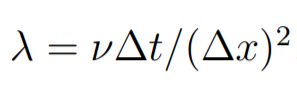 λ = νΔt/(Δx)²